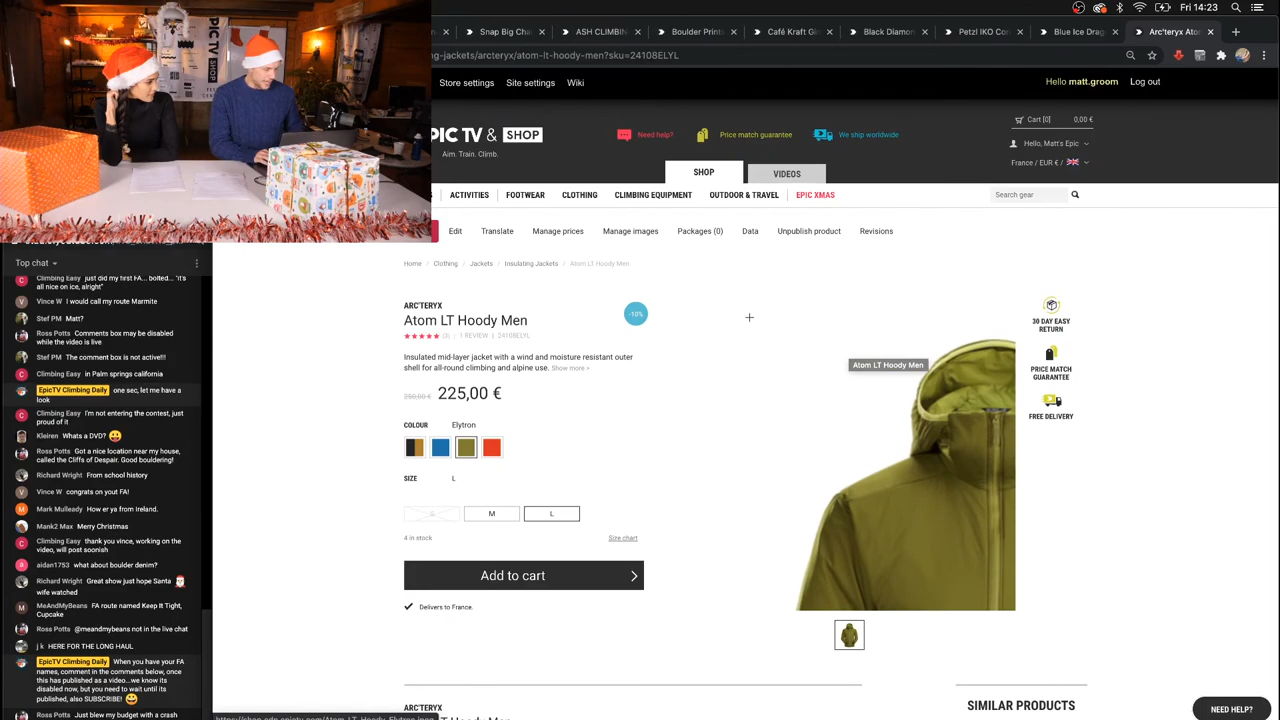 Snap Big Cha
ASH CLIMBIN
Boulder Prints
Café Kraft C
Black Diamon
Petzl IKO Cor
Blue Ice Drag
Arc'teryx Ato
ng-jackets/arcteryx/atom-lt-hoody-men?sku=24108ELYL
Store settings
Site settings
Wiki
Hello matt.groom
Log out
PIC TV & SHOP
Aim. Train. Climb.
Need help?
Price match guarantee
We ship worldwide
Cart [0]
0,00 €
Hello, Matt's Epic
France / EUR € /
SHOP
VIDEOS
ACTIVITIES
FOOTWEAR
CLOTHING
CLIMBING EQUIPMENT
OUTDOOR & TRAVEL
EPIC XMAS
Search gear
Edit
Translate
Manage prices
Manage images
Packages (0)
Data
Unpublish product
Revisions
Home / Clothing / Jackets / Insulating Jackets / Atom LT Hoody Men
ARC'TERYX
Atom LT Hoody Men
-10%
(3) | 1 REVIEW | 24108ELYL
Insulated mid-layer jacket with a wind and moisture resistant outer
shell for all-round climbing and alpine use. Show more >
250,00 € 225,00 €
COLOUR Elytron
SIZE L
S
M
L
4 in stock
Size chart
Add to cart
Delivers to France.
Atom LT Hoody Men
30 DAY EASY
RETURN
PRICE MATCH
GUARANTEE
FREE DELIVERY
ARC'TERYX
SIMILAR PRODUCTS
NEED HELP?
Top chat
Climbing Easy just did my first FA... bolted... "it's
all nice on ice, alright"
Vince W I would call my route Marmite
Stef PM Matt?
Ross Potts Comments box may be disabled
while the video is live
Stef PM The comment box is not active!!!
Climbing Easy in Palm springs california
EpicTV Climbing Daily one sec, let me have a
look
Climbing Easy I'm not entering the contest, just
proud of it
Kleiren Whats a DVD?
Ross Potts Got a nice location near my house,
called the Cliffs of Despair. Good bouldering!
Richard Wright From school history
Vince W congrats on yout FA!
Mark Mulleady How er ya from Ireland.
Mank2 Max Merry Christmas
Climbing Easy thank you vince, working on the
video, will post soonish
aidan1753 what about boulder denim?
Richard Wright Great show just hope Santa
wife watched
MeAndMyBeans FA route named Keep It Tight,
Cupcake
Ross Potts @meandmybeans not in the live chat
j k HERE FOR THE LONG HAUL
EpicTV Climbing Daily When you have your FA
names, comment in the comments below, once
this has published as a video...we know its
disabled now, but you need to wait until its
published, also SUBSCRIBE!
Ross Potts Just blew my budget with a crash